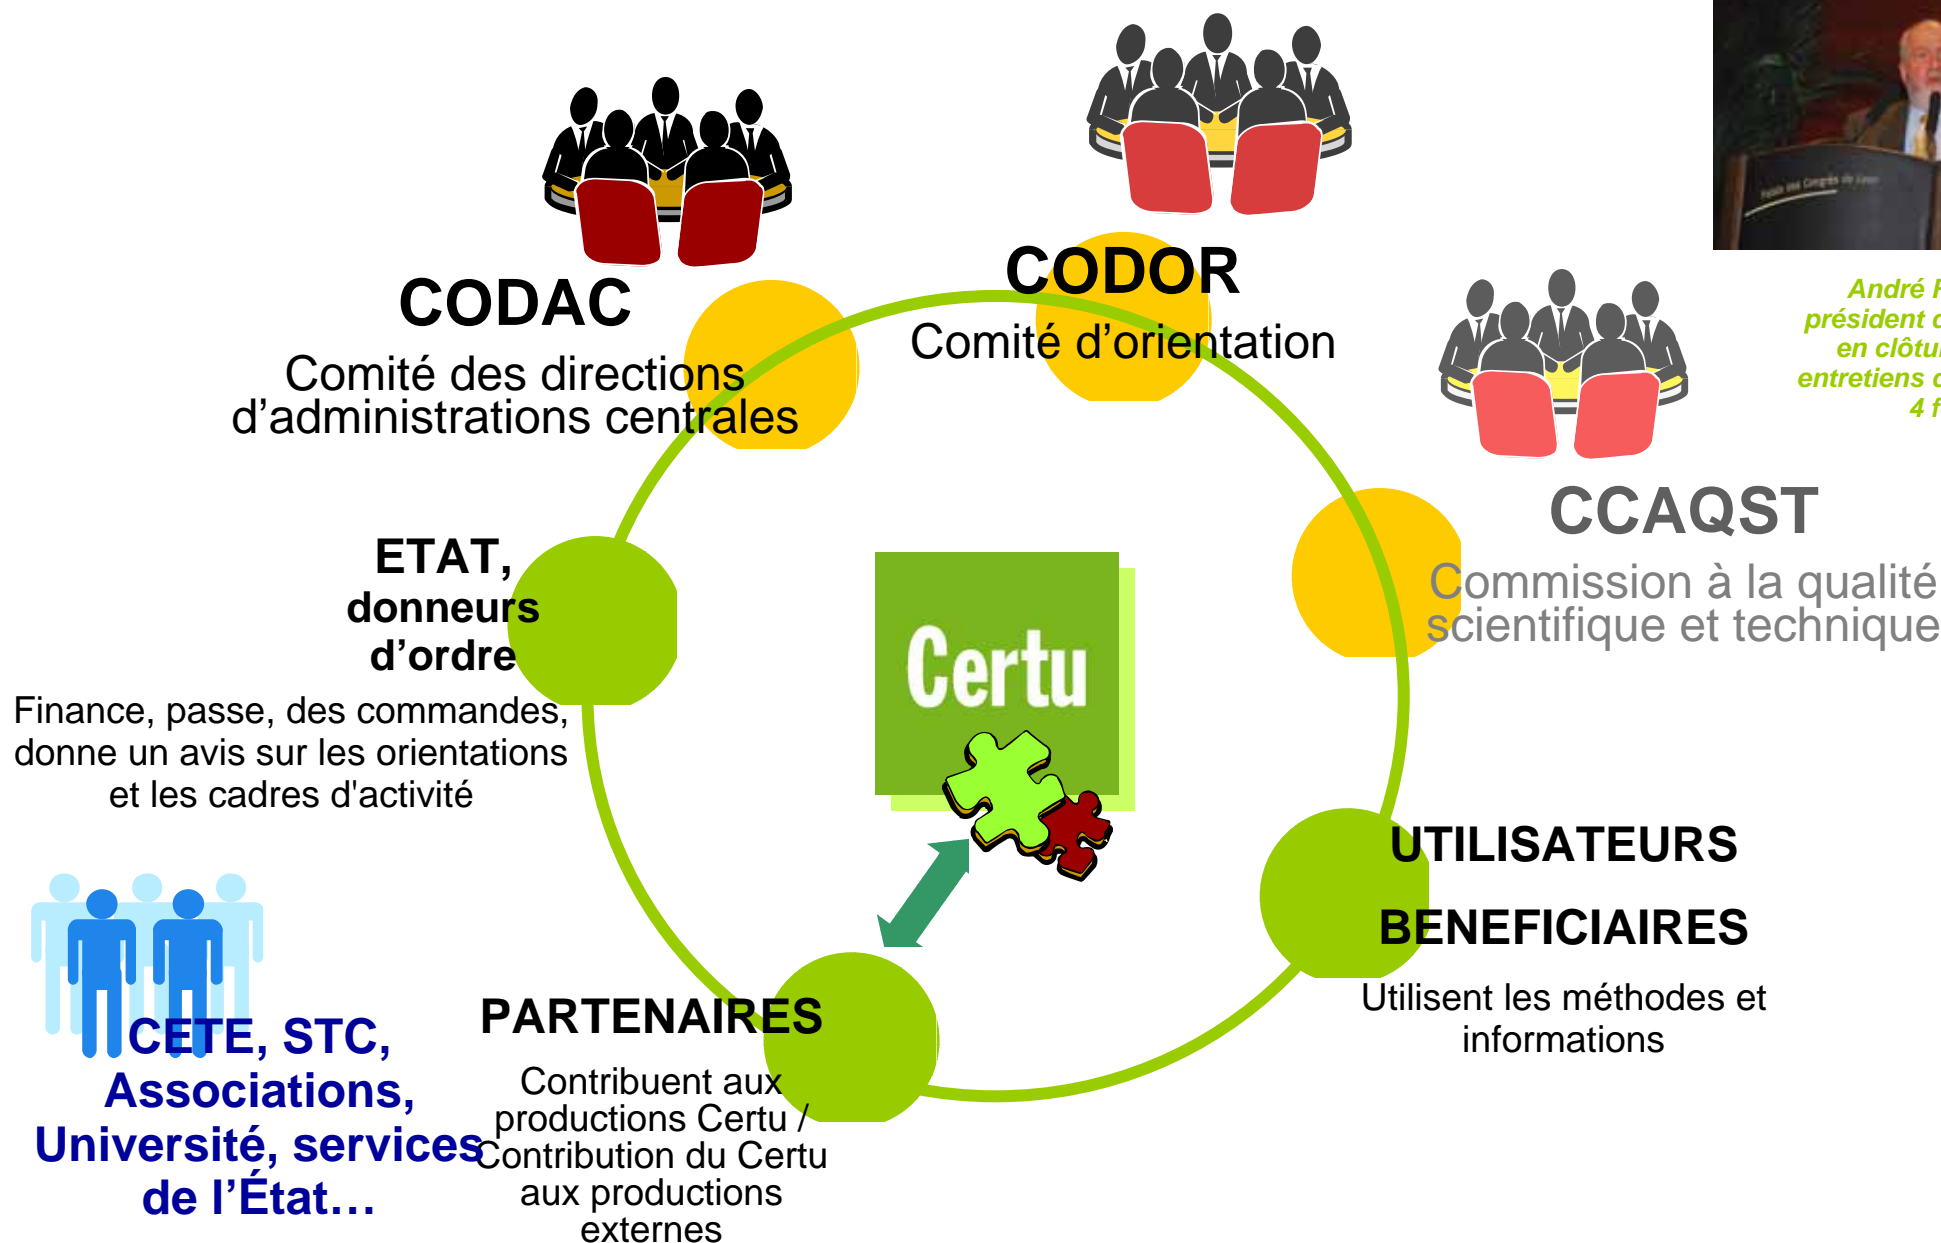 CODAC
Comité des directions
d’administrations centrales
CODOR
Comité d’orientation
André
président
en
entretiens
4
CCAQST
Commission à la qualité
scientifique et technique
ETAT,
donneurs
d’ordre
Finance, passe, des commandes,
donne un avis sur les orientations
et les cadres d'activité
Certu
UTILISATEURS
BENEFICIAIRES
Utilisent les méthodes et
informations
PARTENAIRES
Contribuent aux
productions Certu /
Contribution du Certu
aux productions
externes
CETE, STC,
Associations,
Université, services
de l’État…